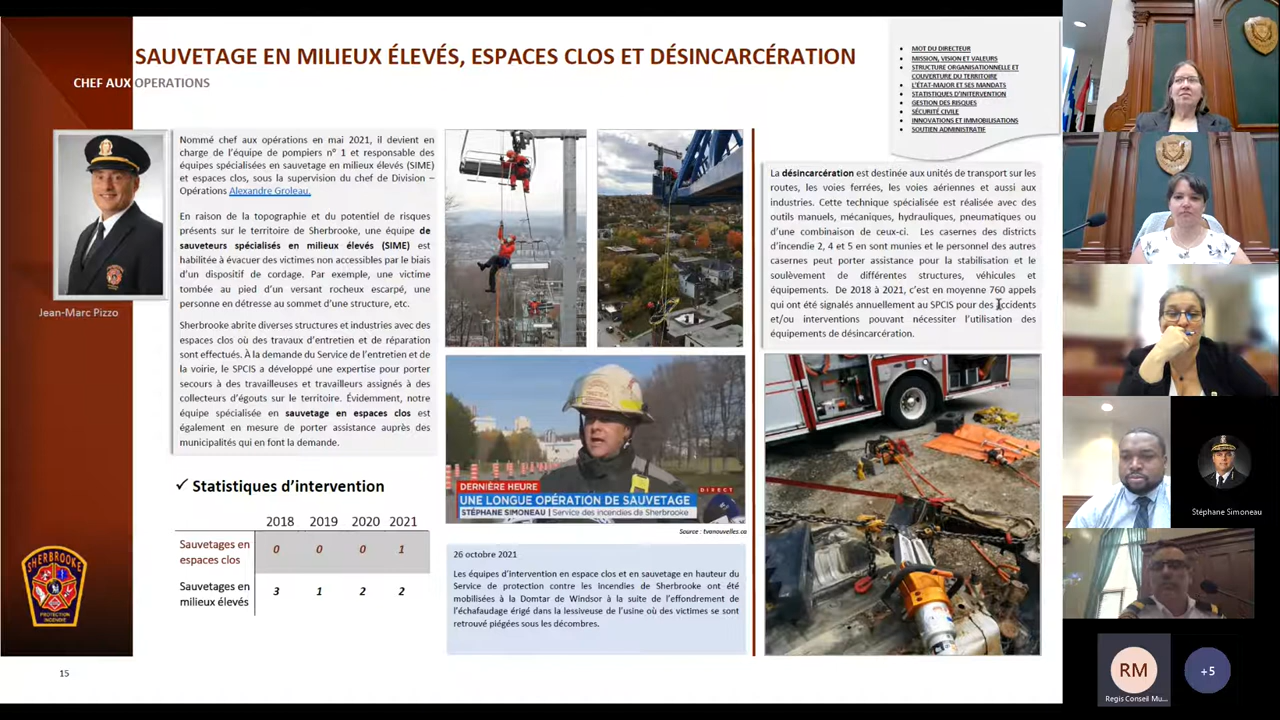 SAUVETAGE EN MILIEUX ÉLEVÉS, ESPACES CLOS ET DÉSINCARCÉRATION
CHEF AUX OPERATIONS
• MOT DU DIRECTEUR
• MISSION, VISION ET VALEURS
• STRUCTURE ORGANISATIONNELLE ET
COUVERTURE DU TERRITOIRE
• L'ÉTAT-MAJOR ET SES MANDATS
• STATISTIQUES D'INITERVENTION
• GESTION DES RISQUES
• SÉCURITÉ CIVILE
• INNOVATIONS ET IMMOBILISATIONS
• SOUTIEN ADMINISTRATIF
Jean-Marc Pizzo
Nommé chef aux opérations en mai 2021, il devient en
charge de l'équipe de pompiers nº 1 et responsable des
équipes spécialisées en sauvetage en milieux élevés (SIME)
et espaces clos, sous la supervision du chef de Division –
Opérations Alexandre Groleau.
En raison de la topographie et du potentiel de risques
présents sur le territoire de Sherbrooke, une équipe de
sauveteurs spécialisés en milieux élevés (SIME) est
habilitée à évacuer des victimes non accessibles par le biais
d'un dispositif de cordage. Par exemple, une victime
tombée au pied d'un versant rocheux escarpé, une
personne en détresse au sommet d'une structure, etc.
Sherbrooke abrite diverses structures et industries avec des
espaces clos où des travaux d'entretien et de réparation
sont effectués. À la demande du Service de l'entretien et de
la voirie, le SPCIS a développé une expertise pour porter
secours à des travailleuses et travailleurs assignés à des
collecteurs d'égouts sur le territoire. Évidemment, notre
équipe spécialisée en sauvetage en espaces clos est
également en mesure de porter assistance auprès des
municipalités qui en font la demande.
✓ Statistiques d'intervention
2018 2019 2020 2021
Sauvetages en
espaces clos 0 0 0 1
Sauvetages en
milieux élevés 3 1 2 2
SHERBROOKE
PROTECTION
INCENDIE
15
DERNIÈRE HEURE
DIRECT
UNE LONGUE OPÉRATION DE SAUVETAGE
STÉPHANE SIMONEAU | Service des incendies de Sherbrooke
Source : tvanouvelles.ca
26 octobre 2021
Les équipes d'intervention en espace clos et en sauvetage en hauteur du
Service de protection contre les incendies de Sherbrooke ont été
mobilisées à la Domtar de Windsor à la suite de l'effondrement de
l'échafaudage érigé dans la lessiveuse de l'usine où des victimes se sont
retrouvé piégées sous les décombres.
La désincarcération est destinée aux unités de transport sur les
routes, les voies ferrées, les voies aériennes et aussi aux
industries. Cette technique spécialisée est réalisée avec des
outils manuels, mécaniques, hydrauliques, pneumatiques ou
d'une combinaison de ceux-ci. Les casernes des districts
d'incendie 2, 4 et 5 en sont munies et le personnel des autres
casernes peut porter assistance pour la stabilisation et le
soulèvement de différentes structures, véhicules et
équipements. De 2018 à 2021, c'est en moyenne 760 appels
qui ont été signalés annuellement au SPCIS pour des accidents
et/ou interventions pouvant nécessiter l'utilisation des
équipements de désincarcération.
Stéphane Simoneau
RM
Regis Conseil Mu...
+5